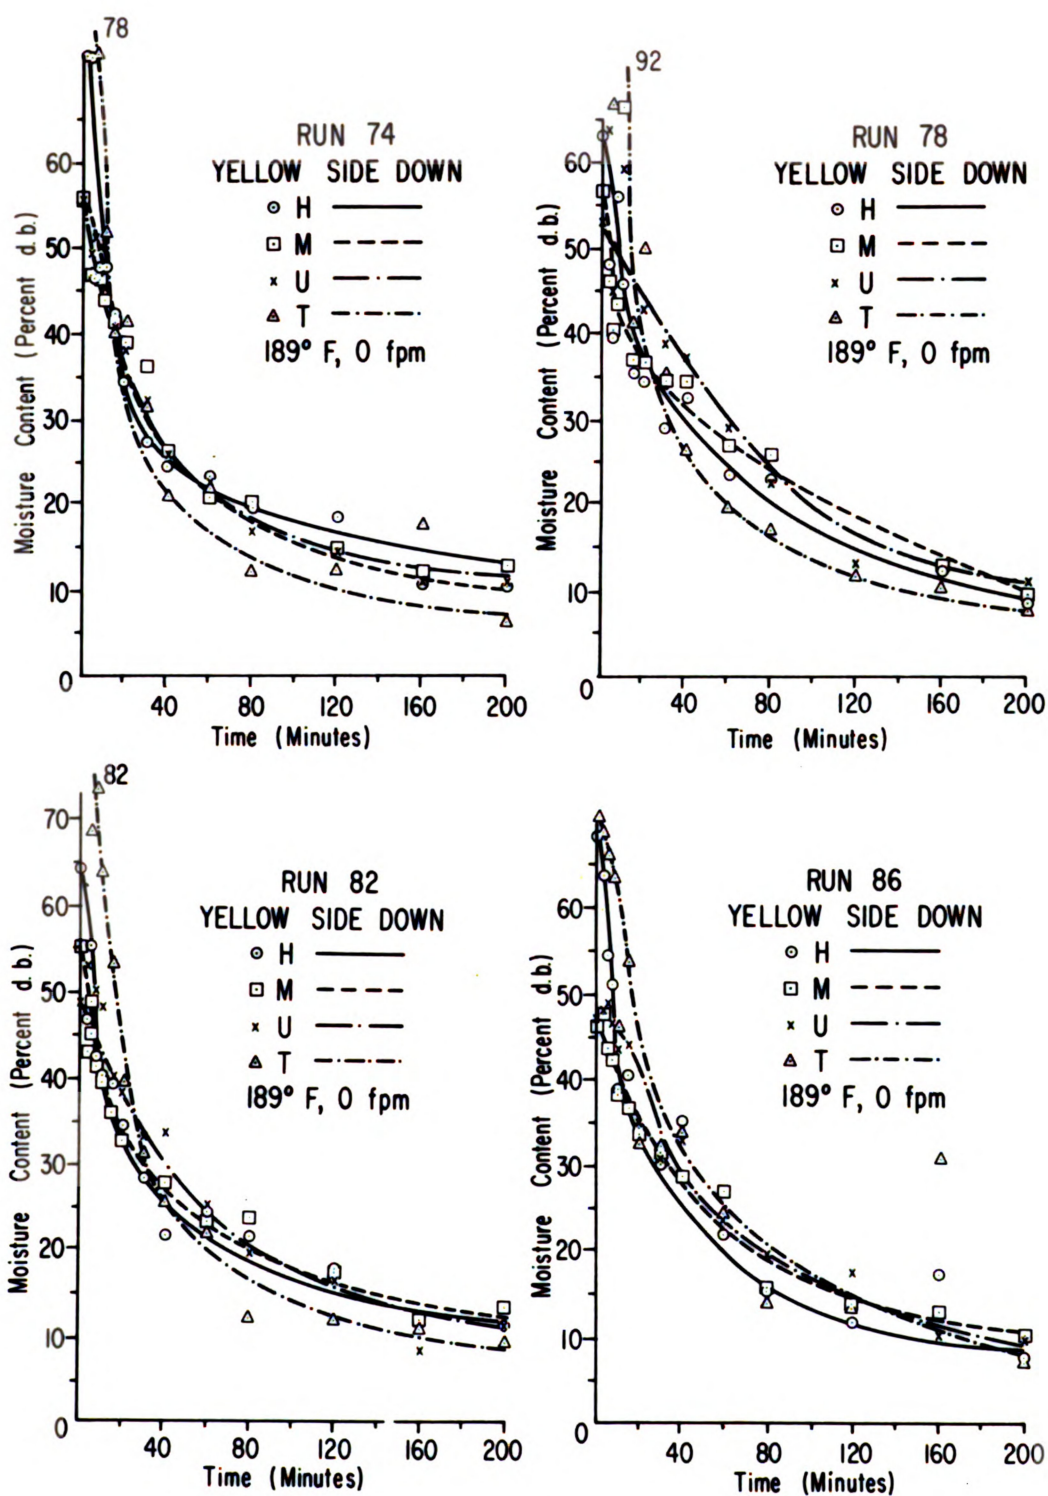 78
RUN 74
YELLOW SIDE DOWN
H
M
U
T
189° F, 0 fpm
Moisture Content (Percent d.b.)
60
50
40
30
20
10
0
40 80 120 160 200
Time (Minutes)
92
RUN 78
YELLOW SIDE DOWN
H
M
U
T
189° F, 0 fpm
Moisture Content (Percent d.b.)
60
50
40
30
20
10
0
40 80 120 160 200
Time (Minutes)
82
RUN 82
YELLOW SIDE DOWN
H
M
U
T
189° F, 0 fpm
Moisture Content (Percent d.b.)
70
60
50
40
30
20
10
0
40 80 120 160 200
Time (Minutes)
RUN 86
YELLOW SIDE DOWN
H
M
U
T
189° F, 0 fpm
Moisture Content (Percent d.b.)
60
50
40
30
20
10
0
40 80 120 160 200
Time (Minutes)